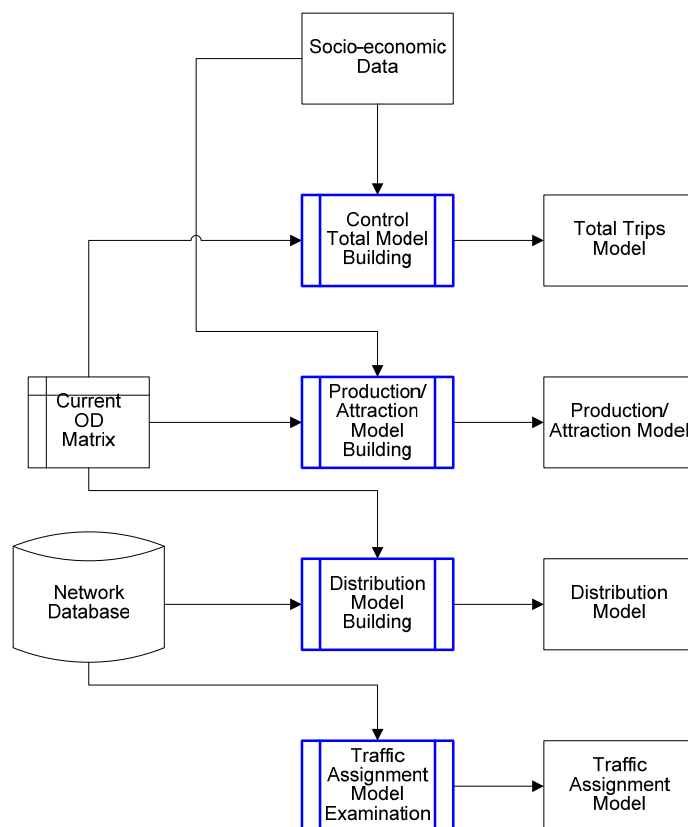 Socio-economic
Data
Control
Total Model
Building
Total Trips
Model
Current
OD
Matrix
Production/
Attraction
Model
Building
Production/
Attraction Model
Network
Database
Distribution
Model
Building
Distribution
Model
Traffic
Assignment
Model
Examination
Traffic
Assignment
Model